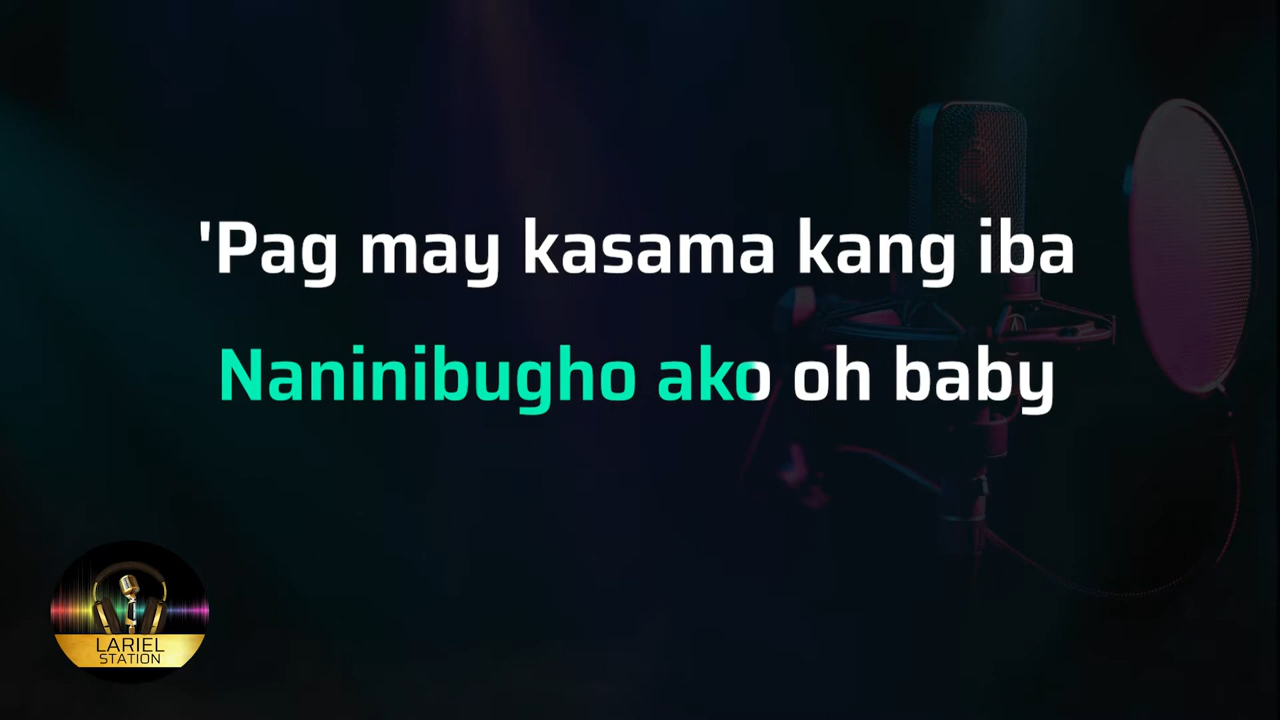 'Pag may kasama kang iba
Naninibugho ako oh baby
LARIEL
STATION